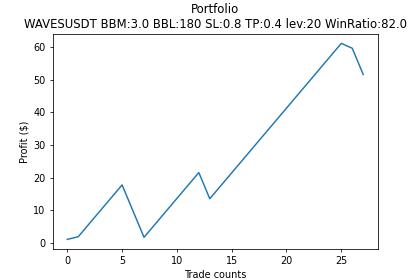 Portfolio
WAVESUSDT BBM:3.0 BBL:180 SL:0.8 TP:0.4 lev:20 WinRatio:82.0
60
50
40
30
20
10
0
Profit ($)
0 5 10 15 20 25
Trade counts